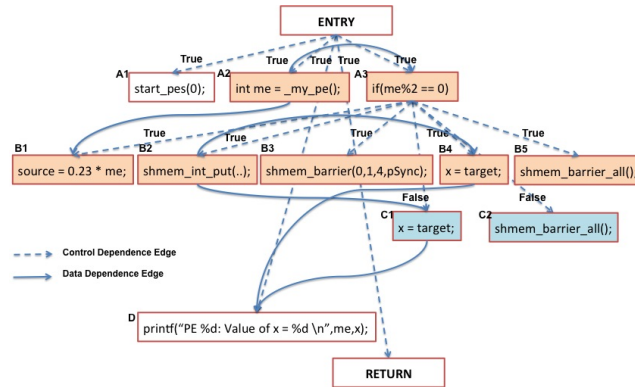 ENTRY
True True True True True
A1 A2 A3
start_pes(0); int me = _my_pe(); if(me%2 == 0)
True True True True True
B1 B2 B3 B4 B5
source = 0.23 * me; shmem_int_put(..); shmem_barrier(0,1,4,pSync); x = target; shmem_barrier_all();
False False
C1 C2
x = target; shmem_barrier_all();
Control Dependence Edge
Data Dependence Edge
D
printf("PE %d: Value of x = %d \n",me,x);
RETURN